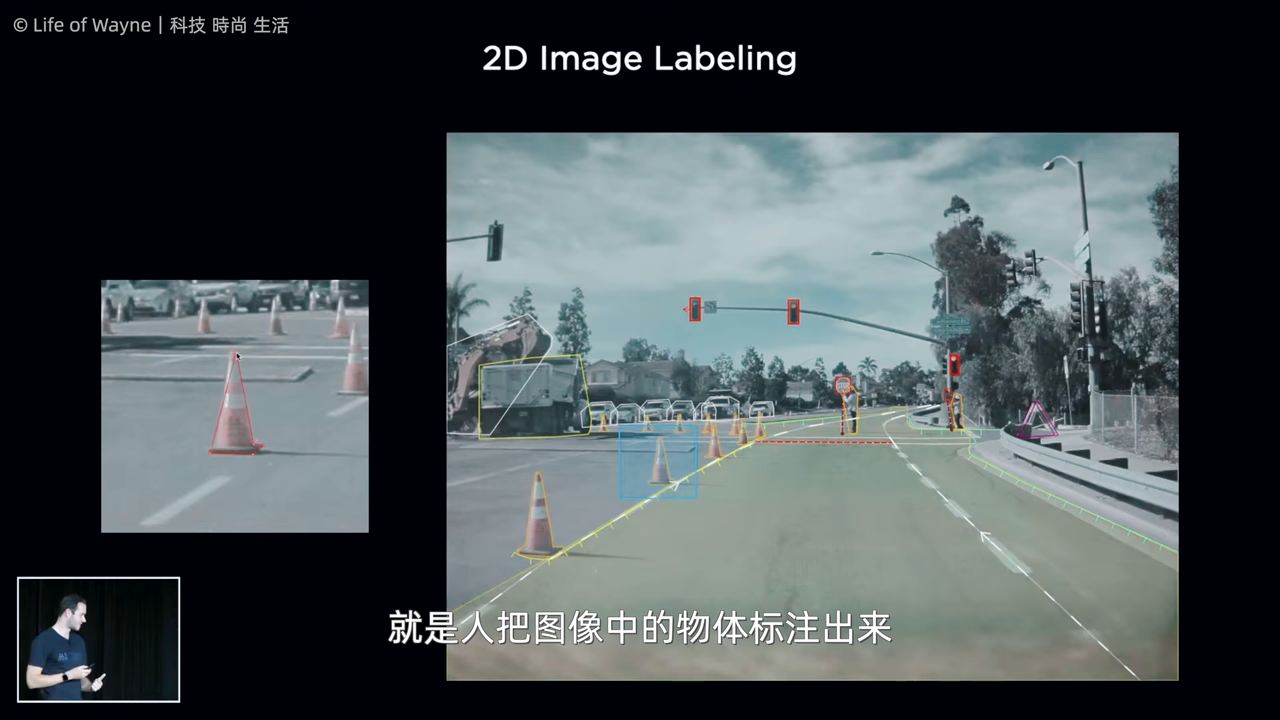 © Life of Wayne | 科技 時尚 生活
2D Image Labeling
STOP
就是人把图像中的物体标注出来